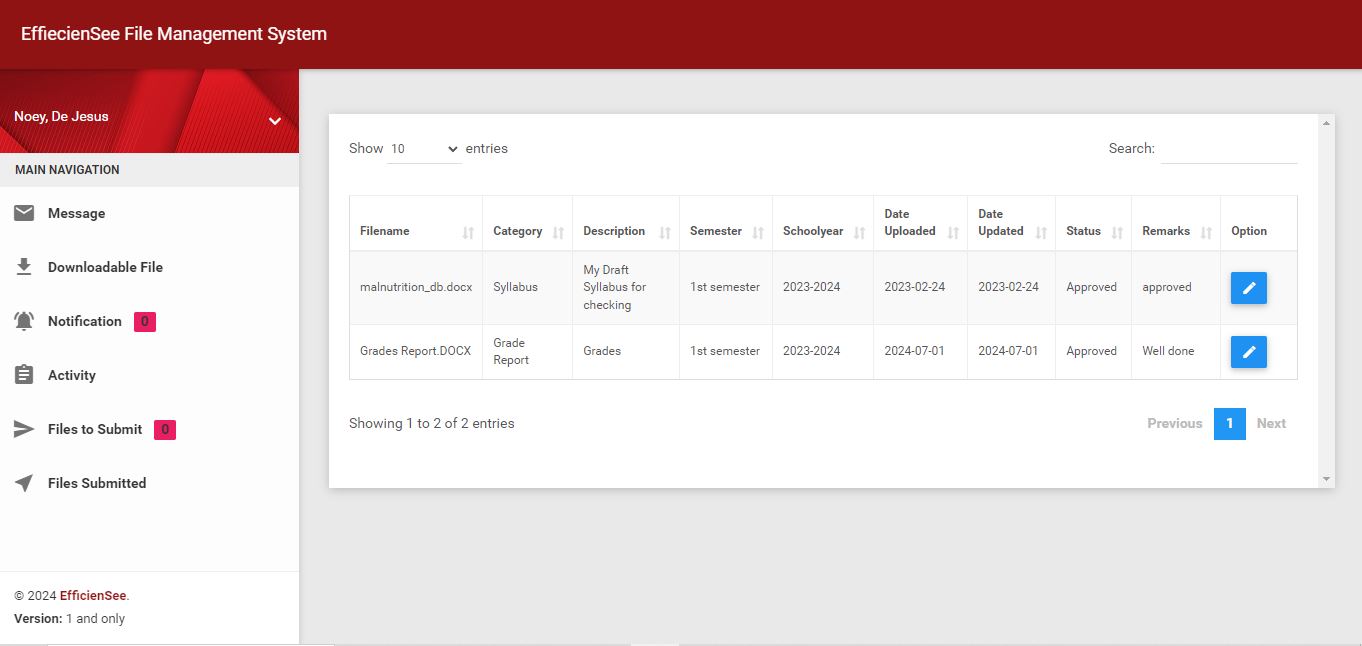 EffiecienSee File Management System
Noey, De Jesus
MAIN NAVIGATION
Message
Downloadable File
Notification 0
Activity
Files to Submit 0
Files Submitted
© 2024 EfficienSee.
Version: 1 and only
Show 10 entries
Search:
Filename Category Description Semester Schoolyear Date Uploaded Date Updated Status Remarks Option
malnutrition_db.docx Syllabus My Draft Syllabus for checking 1st semester 2023-2024 2023-02-24 2023-02-24 Approved approved
Grades Report.DOCX Grade Report Grades 1st semester 2023-2024 2024-07-01 2024-07-01 Approved Well done
Showing 1 to 2 of 2 entries
Previous 1 Next